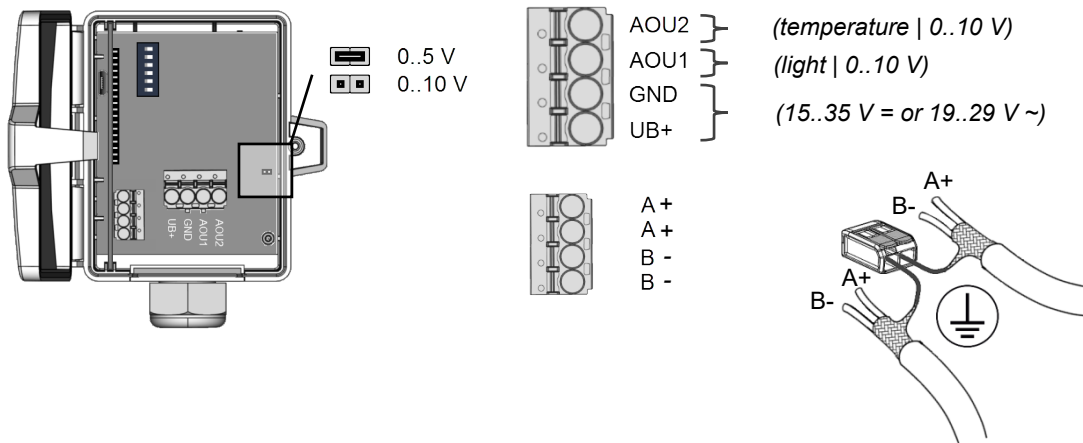 0..5 V
0..10 V
UB+
GND
AOU1
AOU2
AOU2 (temperature | 0..10 V)
AOU1 (light | 0..10 V)
GND
UB+
(15..35 V = or 19..29 V ~)
A+
A+
B -
B -
A+
B-
A+
B-